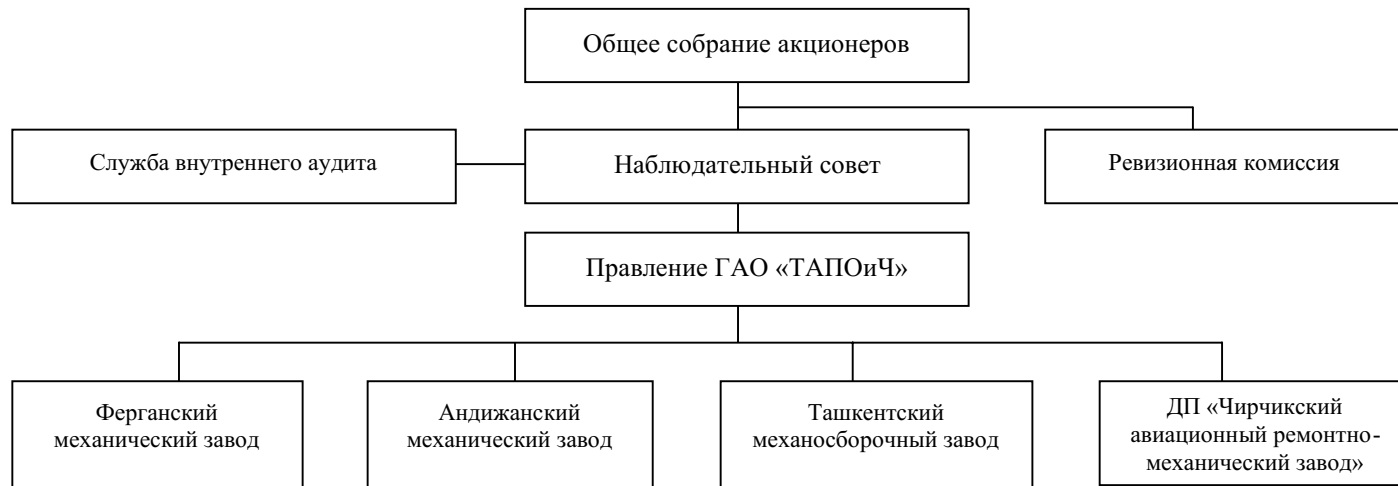 Общее собрание акционеров
Служба внутреннего аудита
Наблюдательный совет
Ревизионная комиссия
Правление ГАО «ТАПОиЧ»
Ферганский
механический завод
Андижанский
механический завод
Ташкентский
механосборочный завод
ДП «Чирчикский
авиационный ремонтно-
механический завод»